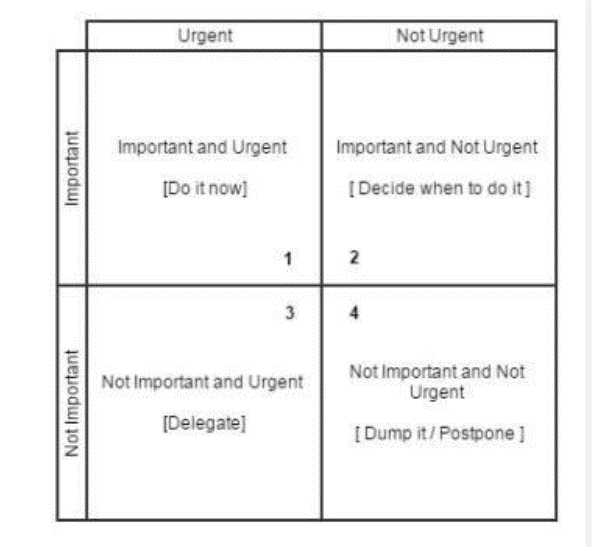 Urgent
Not Urgent
Important
Important and Urgent
[Do it now]
1
Important and Not Urgent
[ Decide when to do it ]
2
Not Important
3
Not Important and Urgent
[Delegate]
4
Not Important and Not
Urgent
[ Dump it / Postpone ]